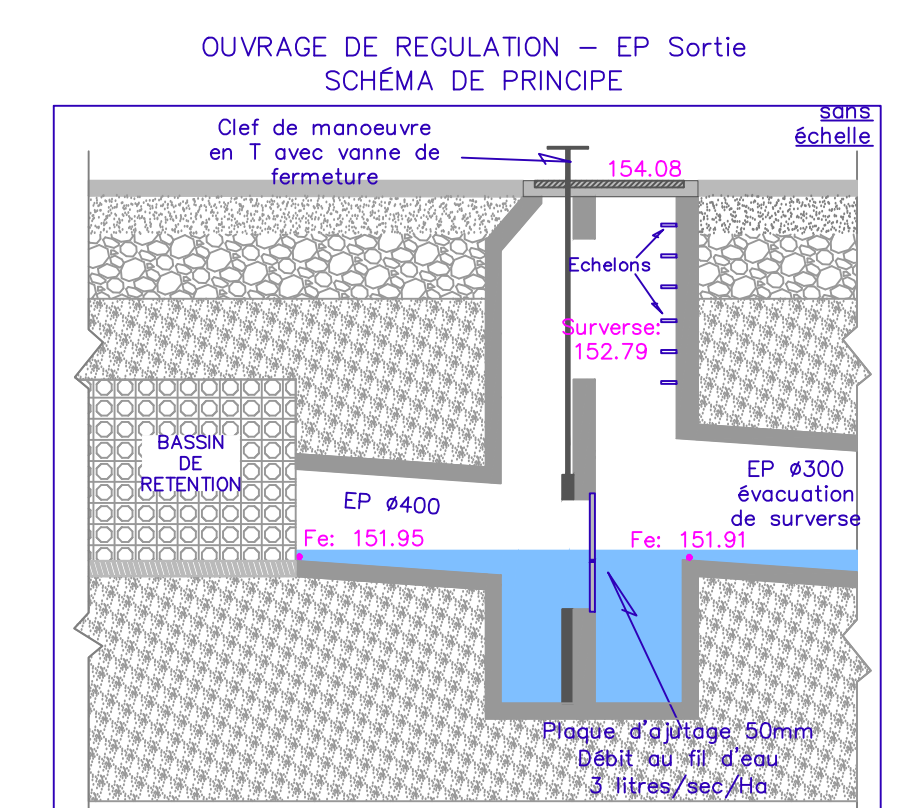 OUVRAGE DE REGULATION – EP Sortie
SCHÉMA DE PRINCIPE
sans
échelle
Clef de manoeuvre
en T avec vanne de
fermeture
154.08
Echelons
Surverse:
152.79
BASSIN
DE
RETENTION
EP ø400
EP ø300
évacuation
de surverse
Fe: 151.95
Fe: 151.91
Plaque d'ajutage 50mm
Débit au fil d'eau
3 litres/sec/Ha